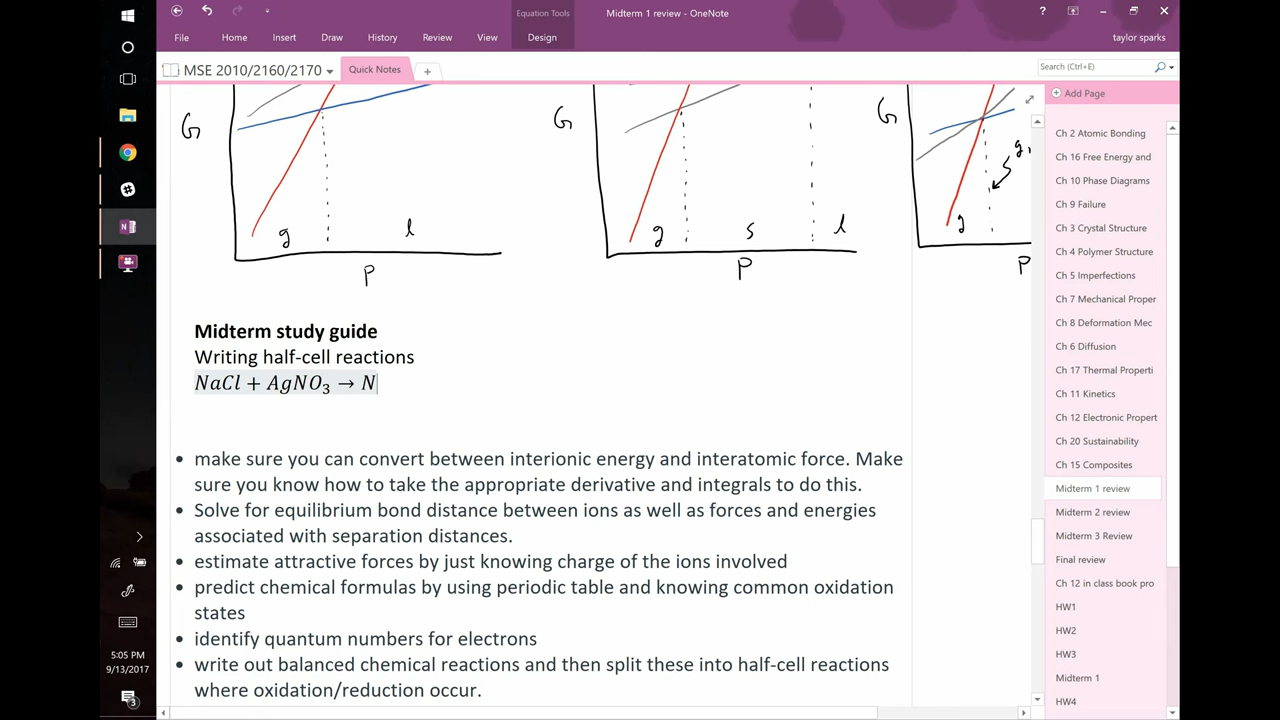 Equation Tools
Midterm 1 review - OneNote
?
File
Home
Insert
Draw
History
Review
View
Design
taylor sparks
MSE 2010/2160/2170
Quick Notes
+
Search (Ctrl+E)
Add Page
G
g
l
P
G
g
s
l
P
G
g
P
Midterm study guide
Writing half-cell reactions
NaCl + AgNO₃ → N
• make sure you can convert between interionic energy and interatomic force. Make
sure you know how to take the appropriate derivative and integrals to do this.
• Solve for equilibrium bond distance between ions as well as forces and energies
associated with separation distances.
• estimate attractive forces by just knowing charge of the ions involved
• predict chemical formulas by using periodic table and knowing common oxidation
states
• identify quantum numbers for electrons
• write out balanced chemical reactions and then split these into half-cell reactions
where oxidation/reduction occur.
Ch 2 Atomic Bonding
Ch 16 Free Energy and
Ch 10 Phase Diagrams
Ch 9 Failure
Ch 3 Crystal Structure
Ch 4 Polymer Structure
Ch 5 Imperfections
Ch 7 Mechanical Proper
Ch 8 Deformation Mec
Ch 6 Diffusion
Ch 17 Thermal Properti
Ch 11 Kinetics
Ch 12 Electronic Propert
Ch 20 Sustainability
Ch 15 Composites
Midterm 1 review
Midterm 2 review
Midterm 3 Review
Final review
Ch 12 in class book pro
HW1
HW2
HW3
Midterm 1
HW4
5:05 PM
9/13/2017
3